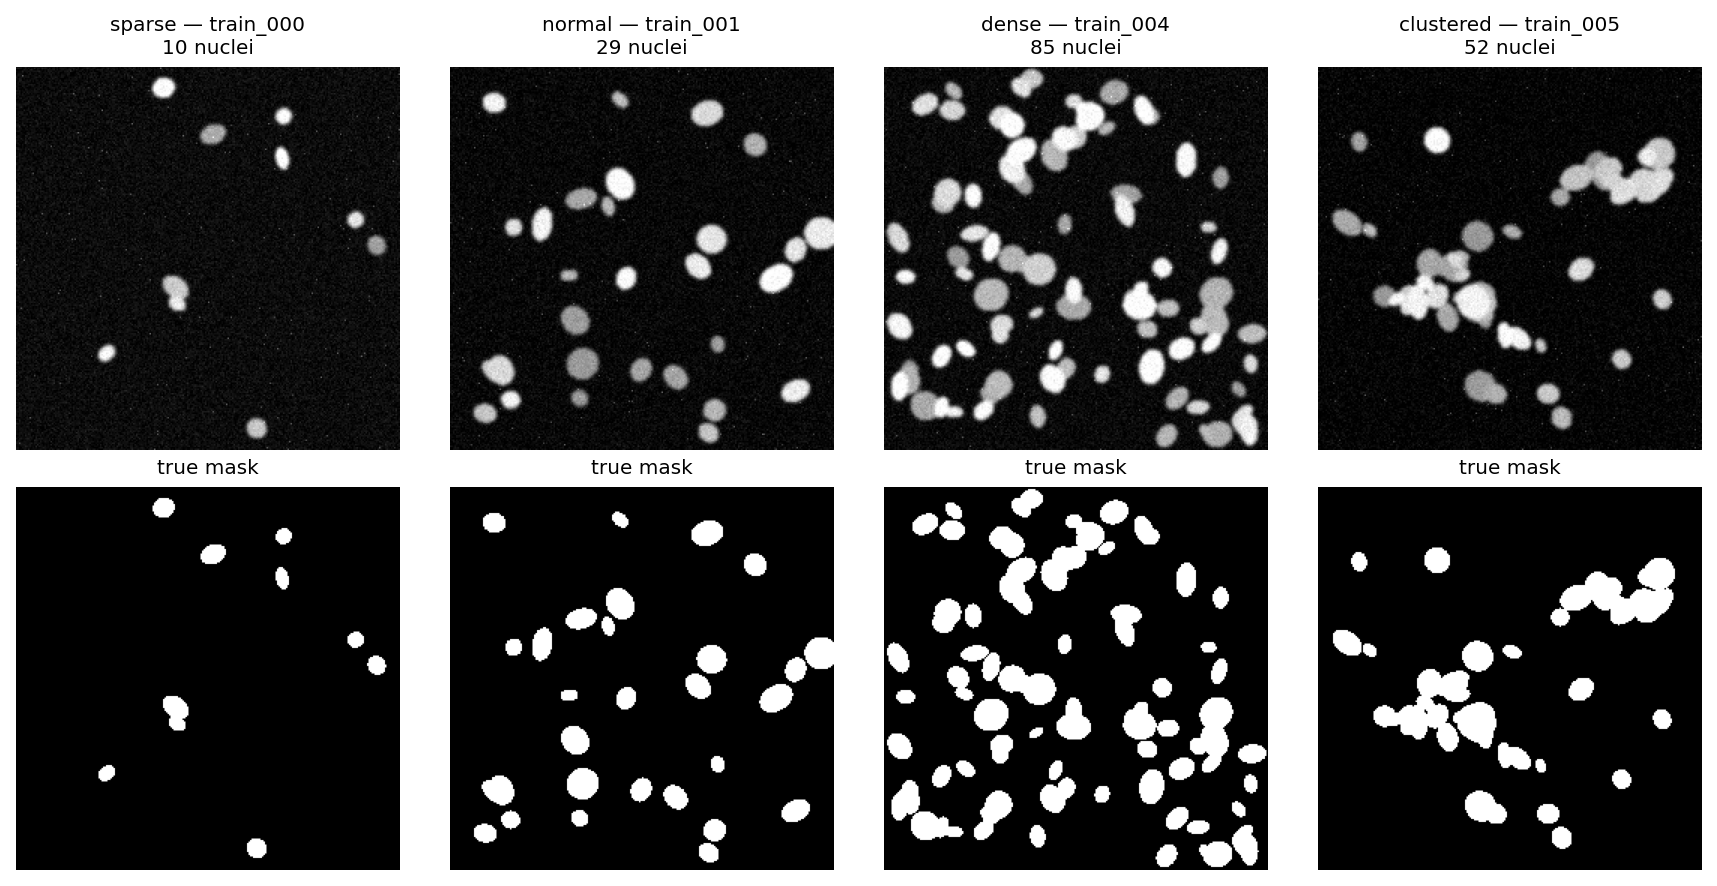 sparse — train_000
10 nuclei
normal — train_001
29 nuclei
dense — train_004
85 nuclei
clustered — train_005
52 nuclei
true mask
true mask
true mask
true mask